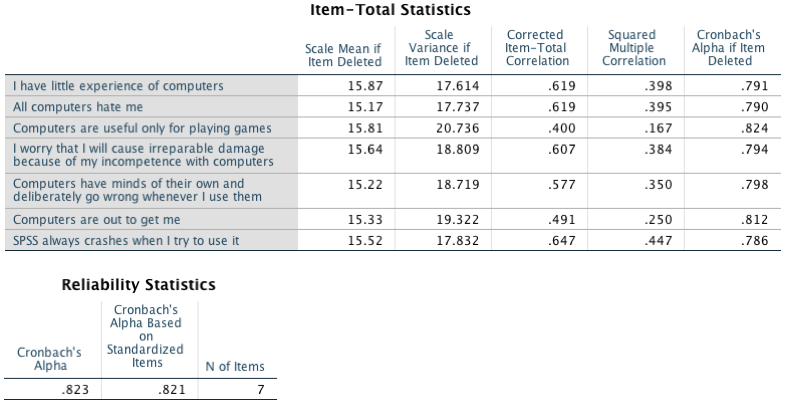 Item-Total Statistics
Scale Mean if Item Deleted Scale Variance if Item Deleted Corrected Item-Total Correlation Squared Multiple Correlation Cronbach's Alpha if Item Deleted
I have little experience of computers 15.87 17.614 .619 .398 .791
All computers hate me 15.17 17.737 .619 .395 .790
Computers are useful only for playing games 15.81 20.736 .400 .167 .824
I worry that I will cause irreparable damage because of my incompetence with computers 15.64 18.809 .607 .384 .794
Computers have minds of their own and deliberately go wrong whenever I use them 15.22 18.719 .577 .350 .798
Computers are out to get me 15.33 19.322 .491 .250 .812
SPSS always crashes when I try to use it 15.52 17.832 .647 .447 .786
Reliability Statistics
Cronbach's Alpha Cronbach's Alpha Based on Standardized Items N of Items
.823 .821 7